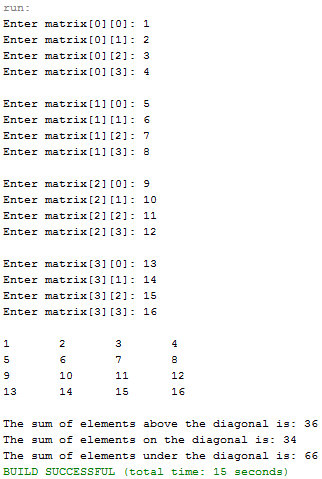 run:
Enter matrix[0][0]: 1
Enter matrix[0][1]: 2
Enter matrix[0][2]: 3
Enter matrix[0][3]: 4
Enter matrix[1][0]: 5
Enter matrix[1][1]: 6
Enter matrix[1][2]: 7
Enter matrix[1][3]: 8
Enter matrix[2][0]: 9
Enter matrix[2][1]: 10
Enter matrix[2][2]: 11
Enter matrix[2][3]: 12
Enter matrix[3][0]: 13
Enter matrix[3][1]: 14
Enter matrix[3][2]: 15
Enter matrix[3][3]: 16
1 2 3 4
5 6 7 8
9 10 11 12
13 14 15 16
The sum of elements above the diagonal is: 36
The sum of elements on the diagonal is: 34
The sum of elements under the diagonal is: 66
BUILD SUCCESSFUL (total time: 15 seconds)